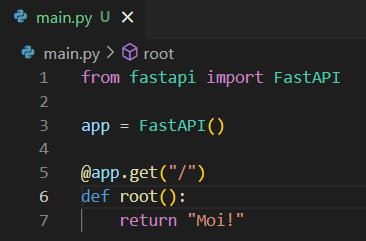 main.py U ×
main.py > root
1 from fastapi import FastAPI
2
3 app = FastAPI()
4
5 @app.get("/")
6 def root():
7     return "Moi!"